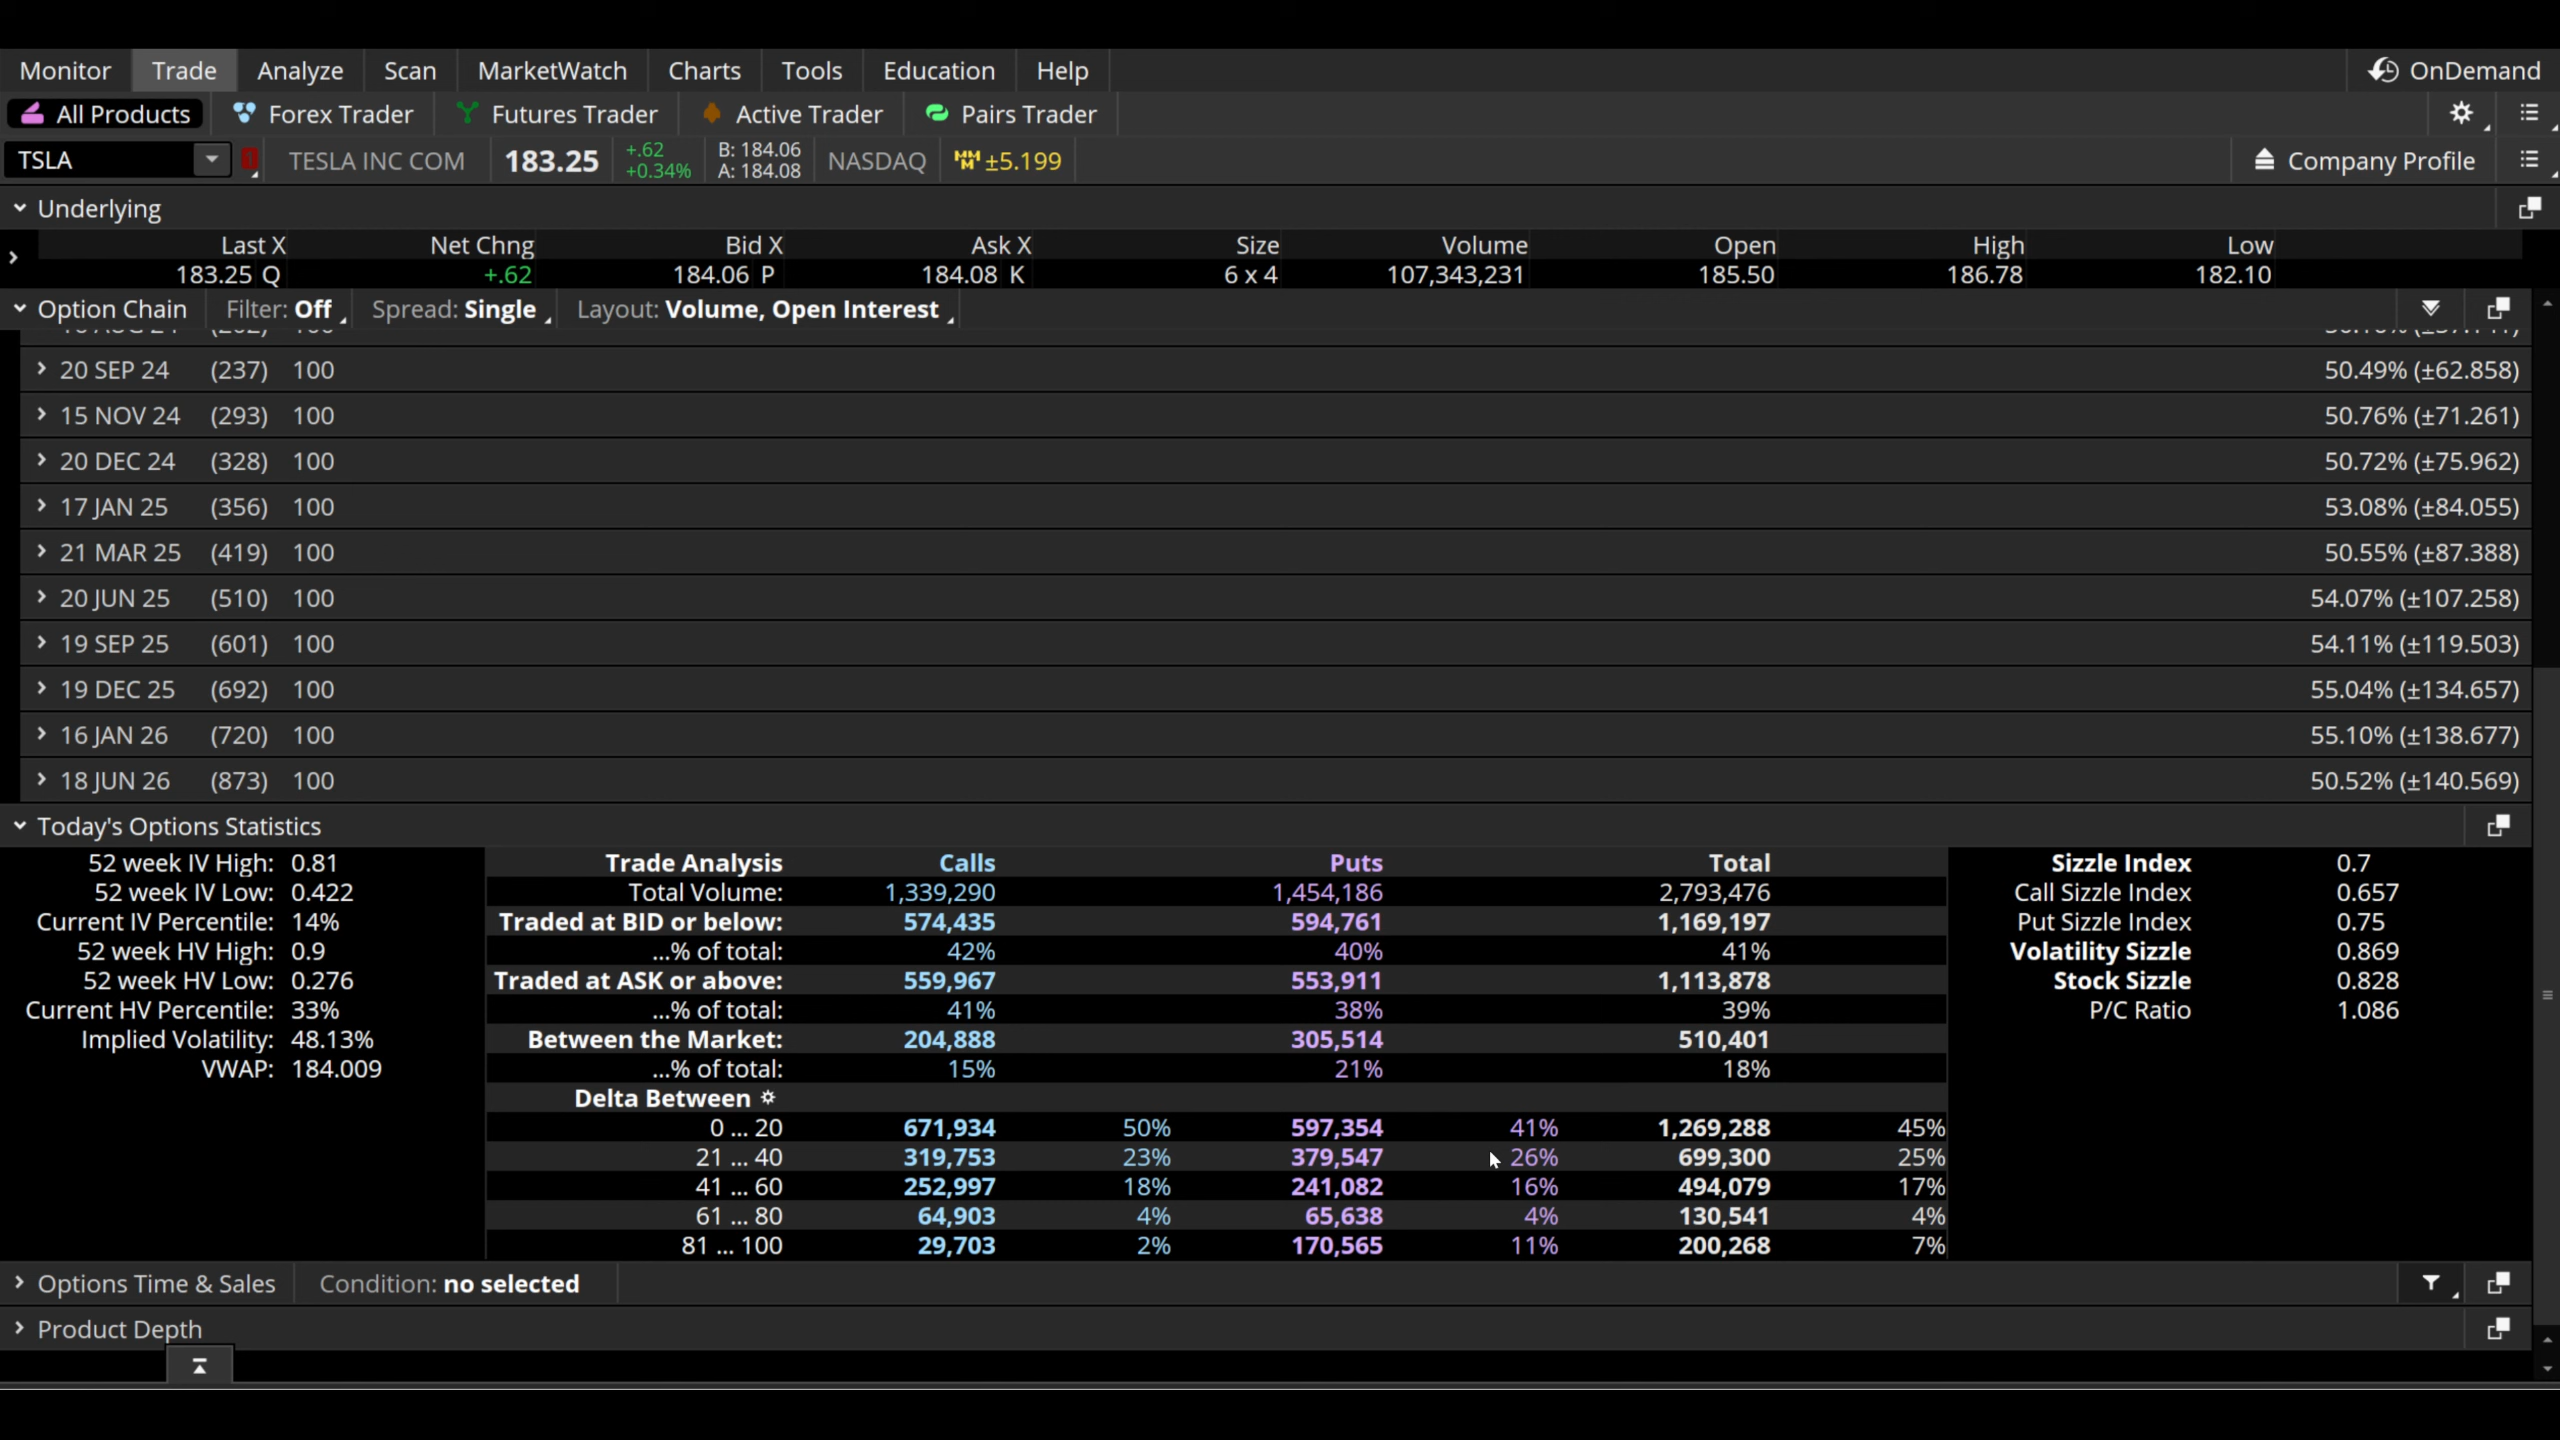 Monitor Trade Analyze Scan MarketWatch Charts Tools Education Help OnDemand
All Products Forex Trader Futures Trader Active Trader Pairs Trader
TSLA 1 TESLA INC COM 183.25 +.62 +0.34% B: 184.06 A: 184.08 NASDAQ ±5.199 Company Profile
Underlying
Last X Net Chng Bid X Ask X Size Volume Open High Low
183.25 Q +.62 184.06 P 184.08 K 6 x 4 107,343,231 185.50 186.78 182.10
Option Chain Filter: Off Spread: Single Layout: Volume, Open Interest
20 SEP 24 (237) 100 50.49% (±62.858)
15 NOV 24 (293) 100 50.76% (±71.261)
20 DEC 24 (328) 100 50.72% (±75.962)
17 JAN 25 (356) 100 53.08% (±84.055)
21 MAR 25 (419) 100 50.55% (±87.388)
20 JUN 25 (510) 100 54.07% (±107.258)
19 SEP 25 (601) 100 54.11% (±119.503)
19 DEC 25 (692) 100 55.04% (±134.657)
16 JAN 26 (720) 100 55.10% (±138.677)
18 JUN 26 (873) 100 50.52% (±140.569)
Today's Options Statistics
52 week IV High: 0.81 Trade Analysis Calls Puts Total Sizzle Index 0.7
52 week IV Low: 0.422 Total Volume: 1,339,290 1,454,186 2,793,476 Call Sizzle Index 0.657
Current IV Percentile: 14% Traded at BID or below: 574,435 594,761 1,169,197 Put Sizzle Index 0.75
52 week HV High: 0.9 ...% of total: 42% 40% 41% Volatility Sizzle 0.869
52 week HV Low: 0.276 Traded at ASK or above: 559,967 553,911 1,113,878 Stock Sizzle 0.828
Current HV Percentile: 33% ...% of total: 41% 38% 39% P/C Ratio 1.086
Implied Volatility: 48.13% Between the Market: 204,888 305,514 510,401
VWAP: 184.009 ...% of total: 15% 21% 18%
Delta Between
0 ... 20 671,934 50% 597,354 41% 1,269,288 45%
21 ... 40 319,753 23% 379,547 26% 699,300 25%
41 ... 60 252,997 18% 241,082 16% 494,079 17%
61 ... 80 64,903 4% 65,638 4% 130,541 4%
81 ... 100 29,703 2% 170,565 11% 200,268 7%
Options Time & Sales Condition: no selected
Product Depth